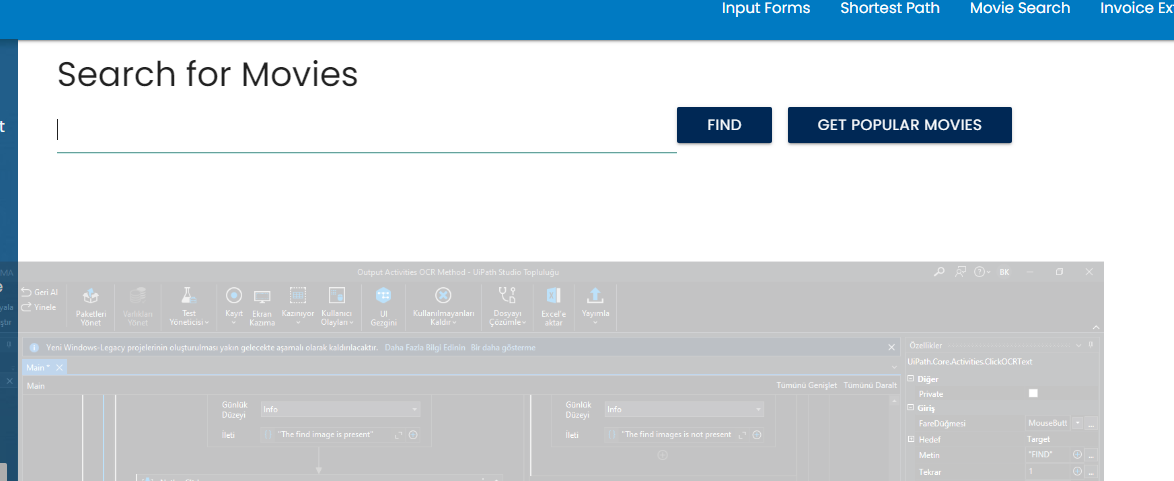 Input Forms Shortest Path Movie Search Invoice Ex
Search for Movies
FIND GET POPULAR MOVIES
Output Activities OCR Method - UiPath Studio Topluluğu
BK
Geri Al
Yinele
Paketleri Yönet
Varlıkları Yönet
Test Yöneticisi
Kayıt
Ekran Kazıma
Kazınıyor
Kullanıcı Olayları
UI Gezgini
Kullanılmayanları Kaldır
Dosyayı Çözümle
Excel'e aktar
Yayımla
Yeni Windows-Legacy projelerinin oluşturulması yakın gelecekte aşamalı olarak kaldırılacaktır. Daha Fazla Bilgi Edinin Bir daha gösterme
Özellikler
UiPath.Core.Activities.ClickOCRText
Main *
Main
Tümünü Genişlet Tümünü Daralt
Günlük Düzeyi Info
İleti "The find image is present"
Günlük Düzeyi Info
İleti "The find images is not present
Diğer
Private
Giriş
FareDüğmesi MouseButt
Hedef Target
Metin "FIND"
Tekrar 1